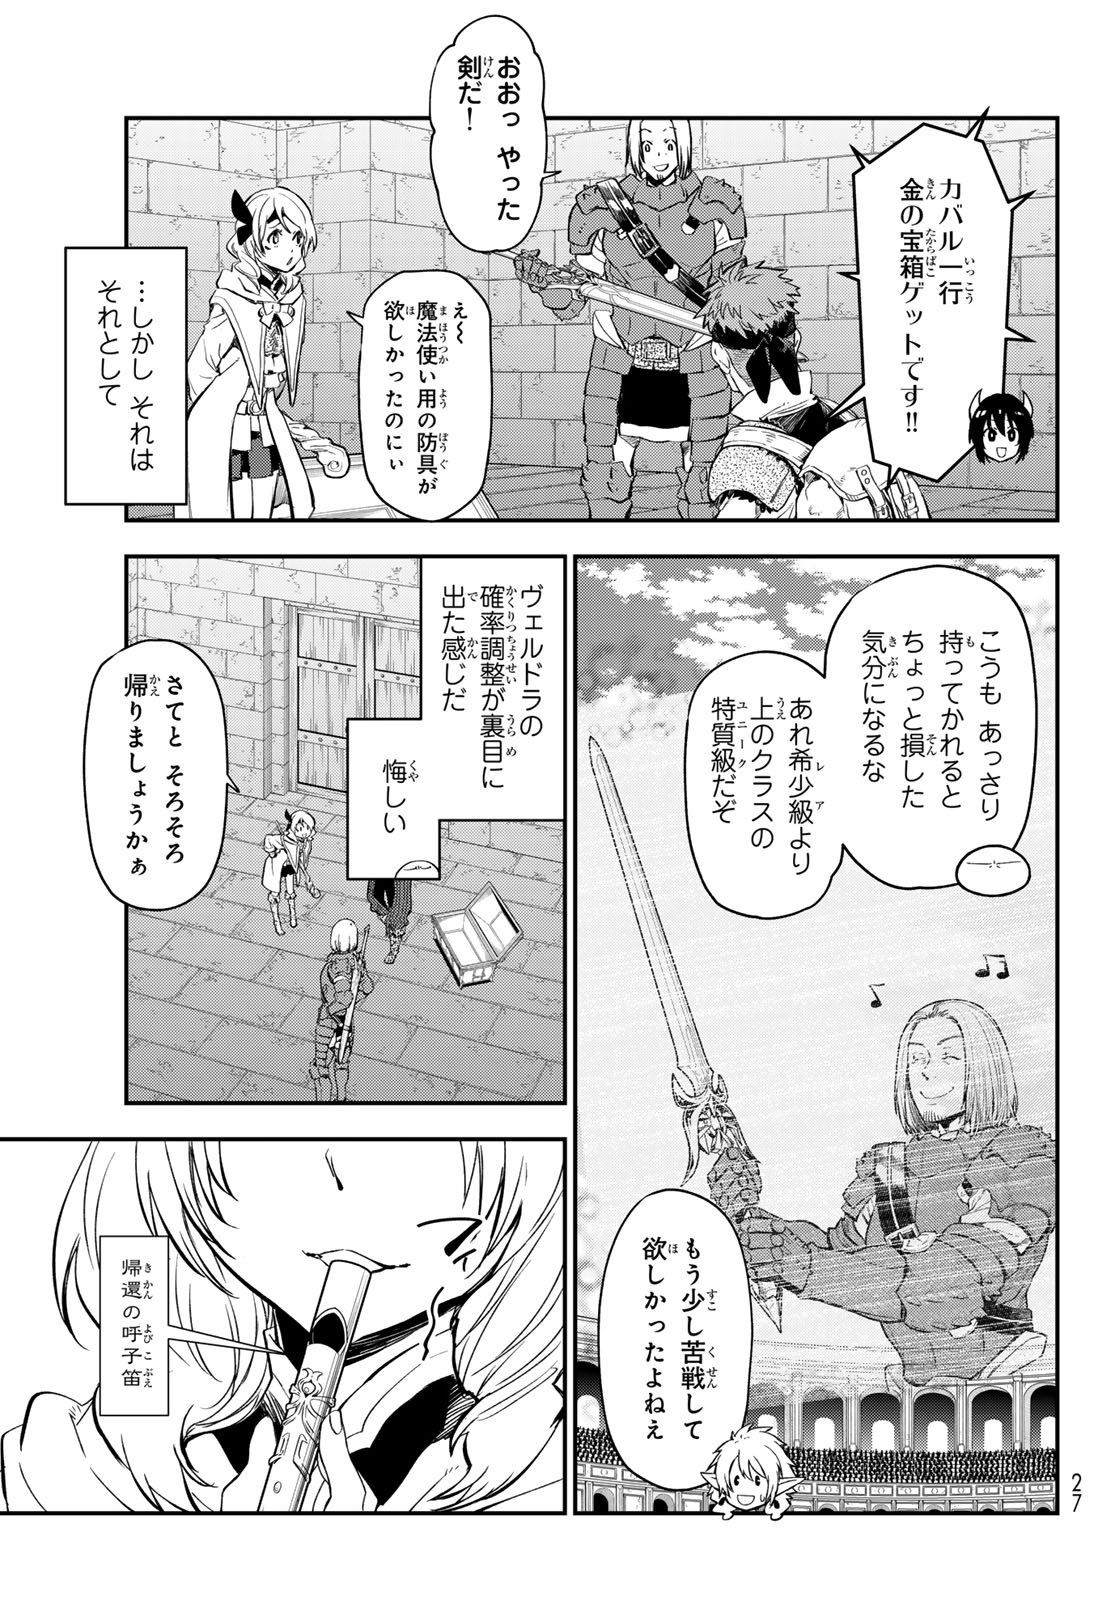 カバル一行
金の宝箱ゲットです!!
おおっ やった
剣だ!
え〜
魔法使い用の防具が
欲しかったのにぃ
…しかし それは
それとして
こうも あっさり
持ってかれると
ちょっと損した
気分になるな
あれ希少級より
上のクラスの
特質級だぞ
もう少し苦戦して
欲しかったよねえ
ヴェルドラの
確率調整が裏目に
出た感じだ
悔しい
さてと そろそろ
帰りましょうかぁ
帰還の呼子笛
27